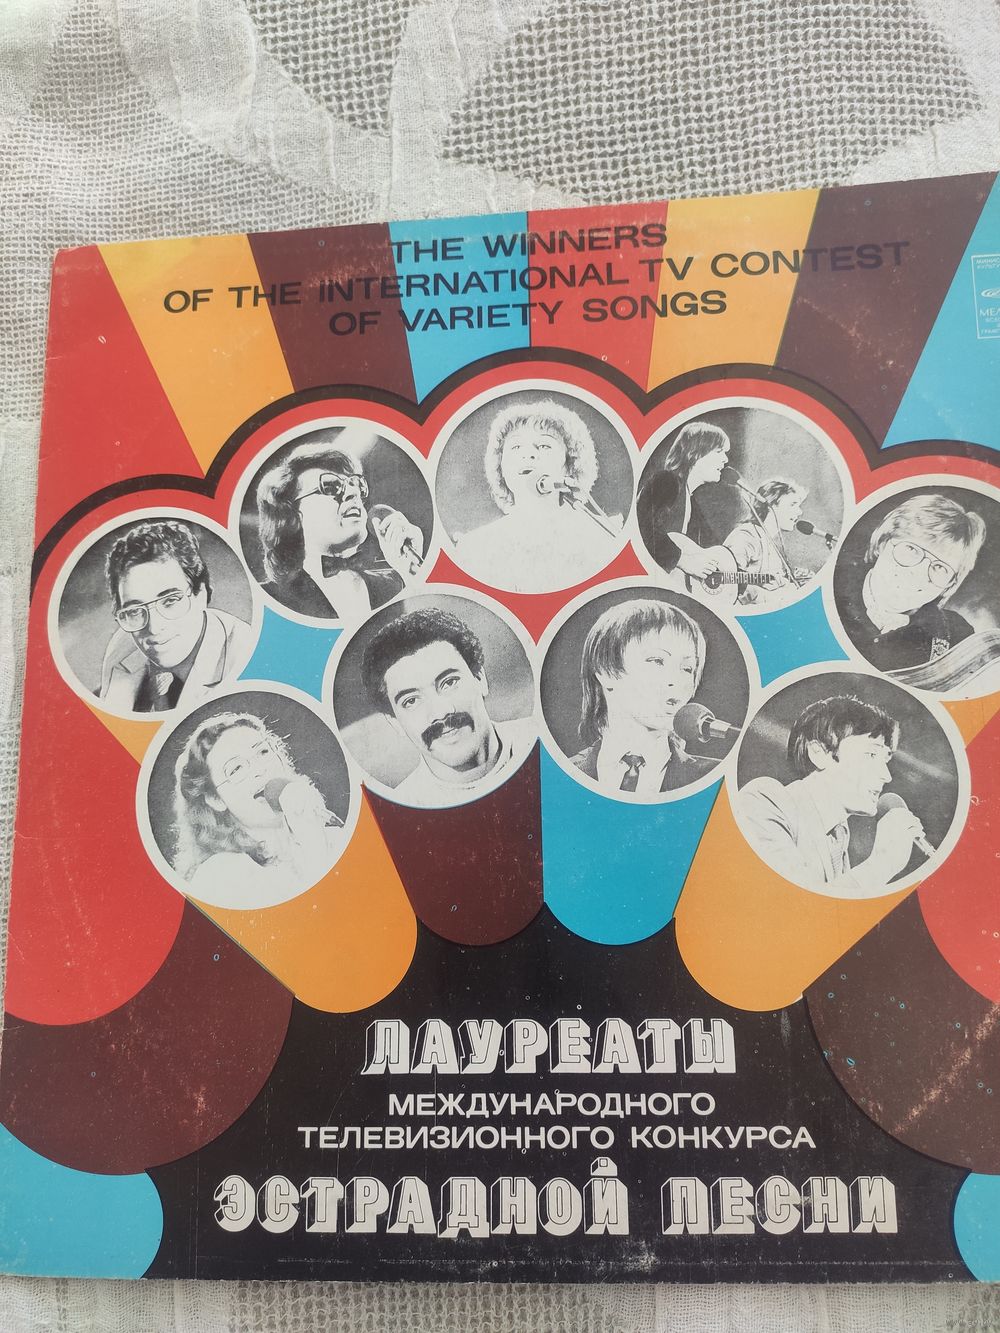 THE WINNERS
OF THE INTERNATIONAL TV CONTEST
OF VARIETY SONGS
ЛАУРЕАТЫ
МЕЖДУНАРОДНОГО
ТЕЛЕВИЗИОННОГО КОНКУРСА
ЭСТРАДНОЙ ПЕСНИ